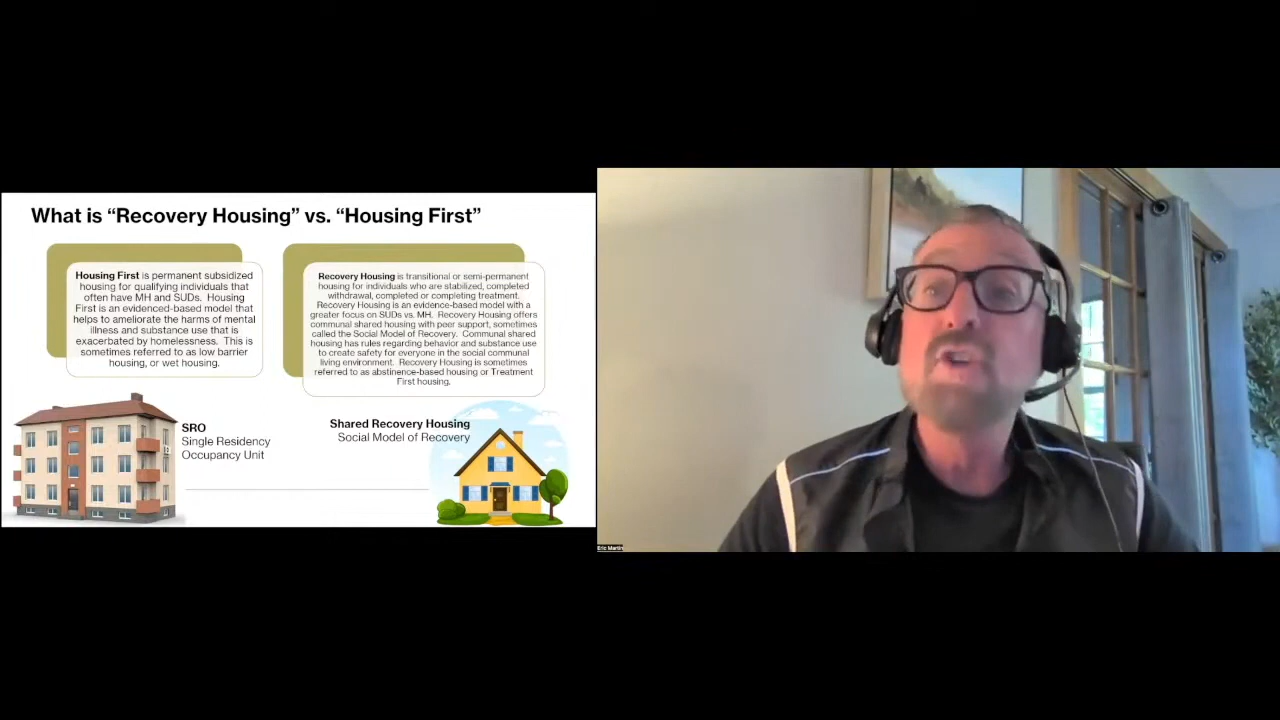 What is “Recovery Housing” vs. “Housing First”
Housing First is permanent subsidized
housing for qualifying individuals that
often have MH and SUDs. Housing
First is an evidenced-based model that
helps to ameliorate the harms of mental
illness and substance use that is
exacerbated by homelessness. This is
sometimes referred to as low barrier
housing, or wet housing.
Recovery Housing is transitional or semi-permanent
housing for individuals who are stabilized, completed
withdrawal, completed or completing treatment.
Recovery Housing is an evidence-based model with a
greater focus on SUDs vs. MH. Recovery Housing offers
communal shared housing with peer support, sometimes
called the Social Model of Recovery. Communal shared
housing has rules regarding behavior and substance use
to create safety for everyone in the social communal
living environment. Recovery Housing is sometimes
referred to as abstinence-based housing or Treatment
First housing.
SRO
Single Residency
Occupancy Unit
Shared Recovery Housing
Social Model of Recovery
Eric Martin